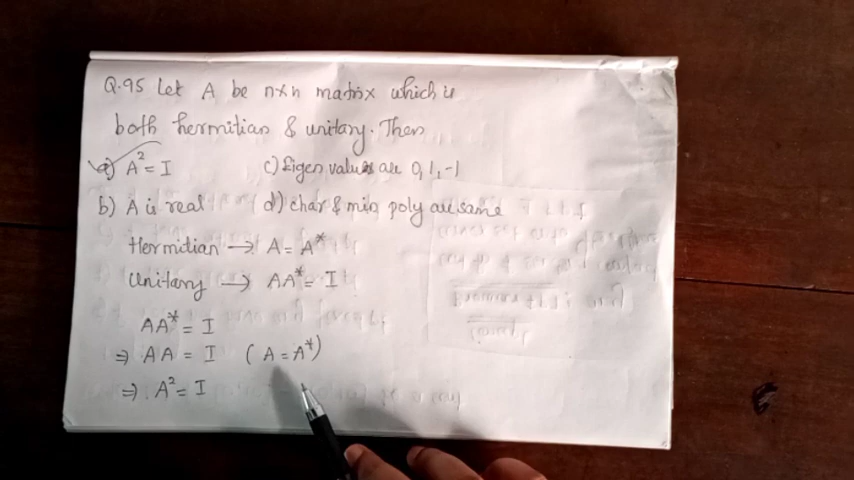 Q.95 Let A be n×n matrix which is
both hermitian & unitary. Then
a) A² = I c) Eigen values are 0, 1, -1
b) A is real d) char & min poly are same
Hermitian → A = A*
Unitary → AA* = I
AA* = I
⇒ AA = I (A = A*)
⇒ A² = I